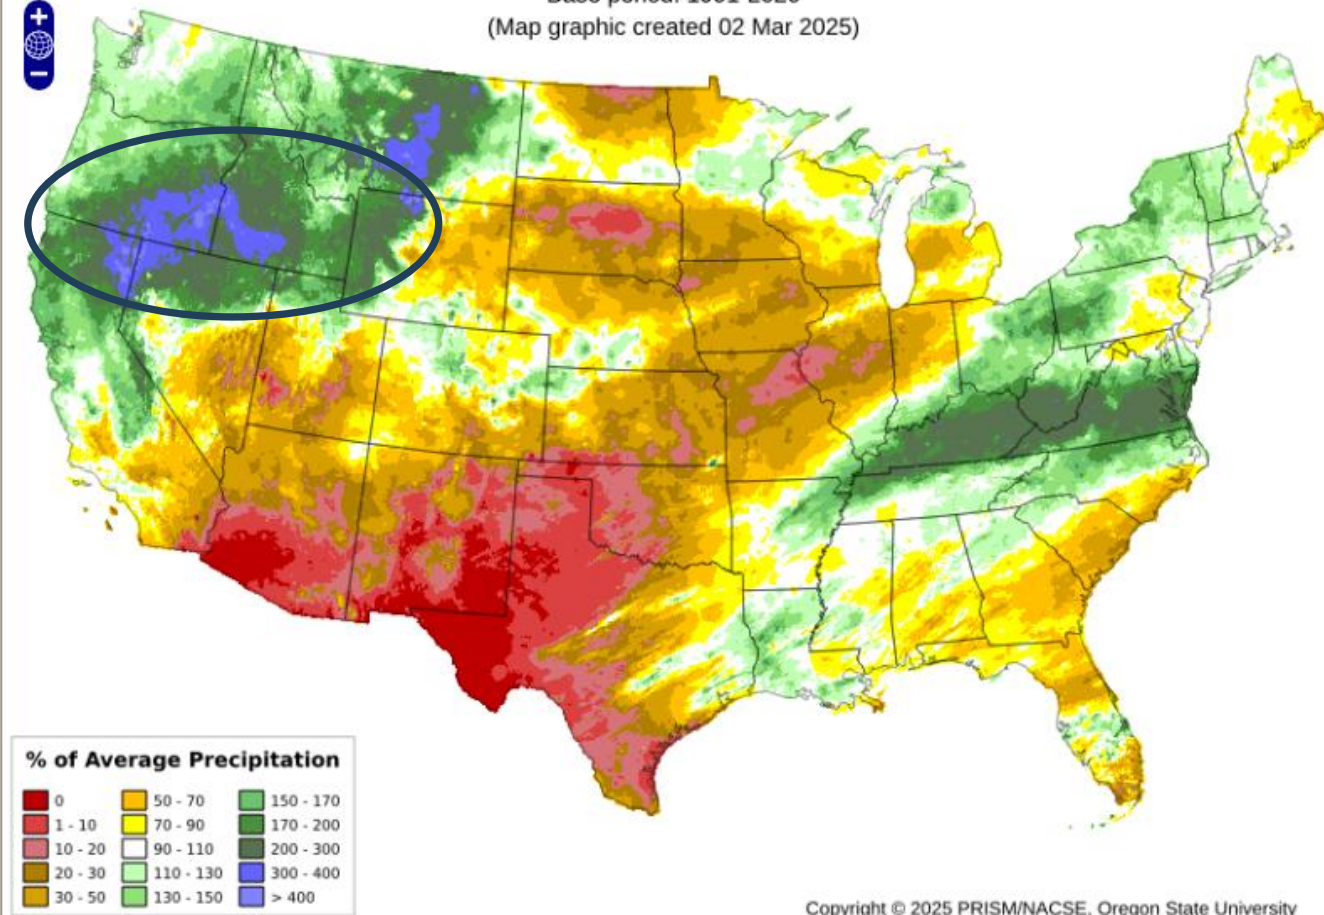 (Map graphic created 02 Mar 2025)
% of Average Precipitation
0
1 - 10
10 - 20
20 - 30
30 - 50
50 - 70
70 - 90
90 - 110
110 - 130
130 - 150
150 - 170
170 - 200
200 - 300
300 - 400
> 400
Copyright © 2025 PRISM/NACSE, Oregon State University